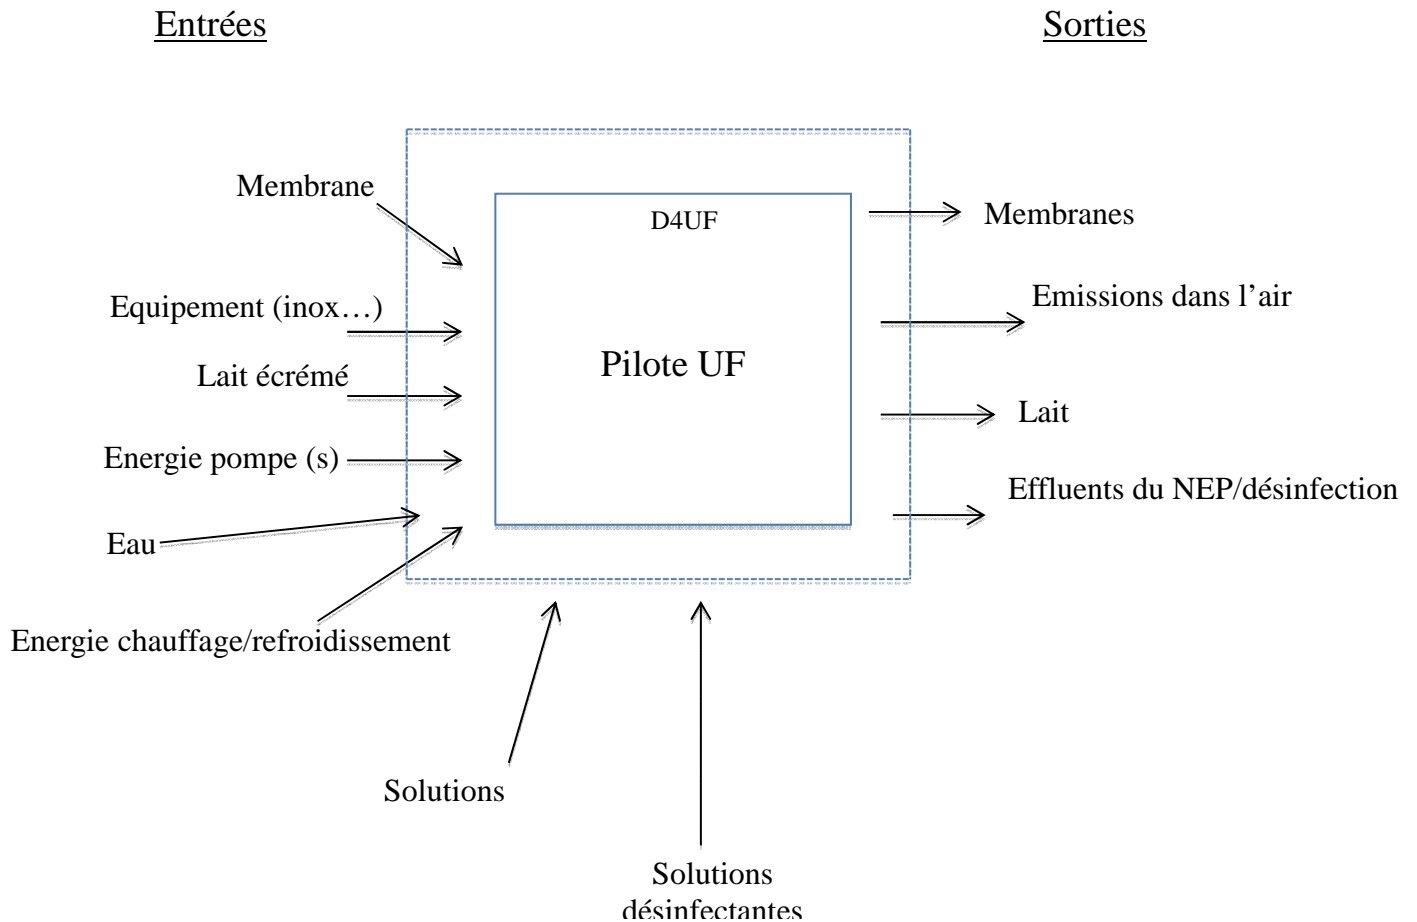 Entrées
Sorties
Membrane
D4UF
Membranes
Equipement (inox…)
Emissions dans l’air
Pilote UF
Lait écrémé
Lait
Energie pompe (s)
Effluents du NEP/désinfection
Eau
Energie chauffage/refroidissement
Solutions
Solutions
désinfectantes